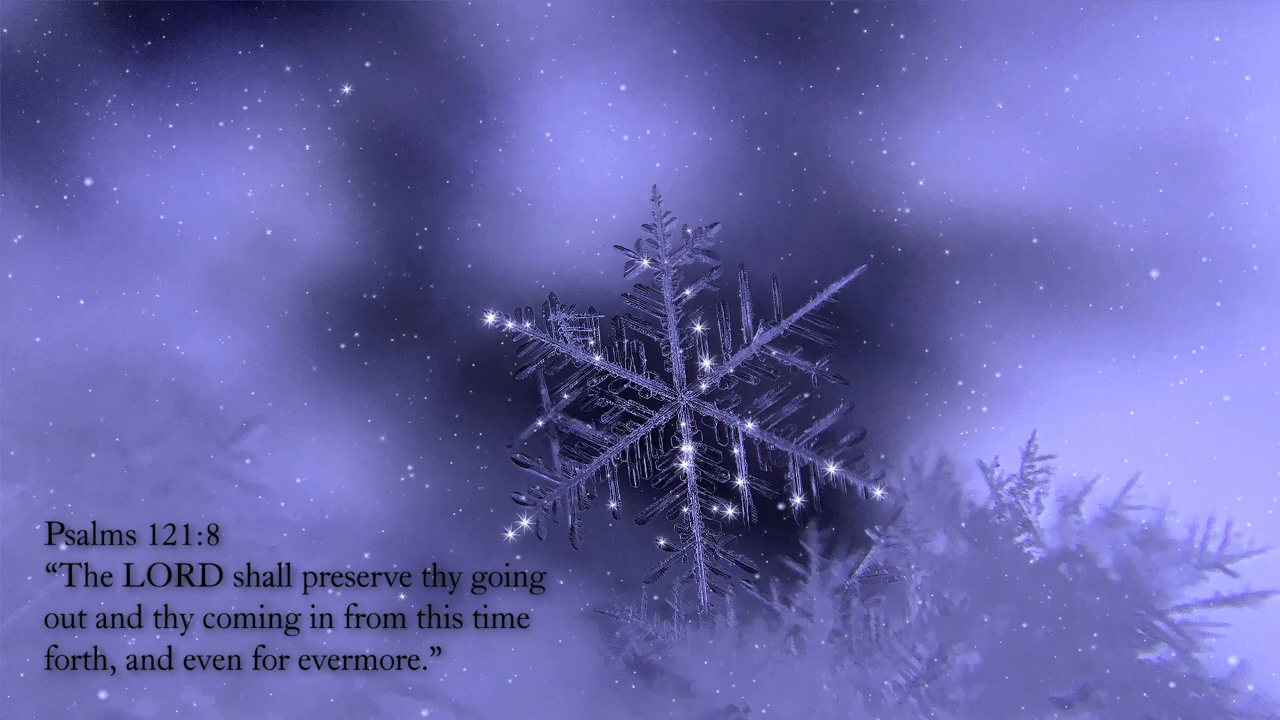 Psalms 121:8
“The LORD shall preserve thy going
out and thy coming in from this time
forth, and even for evermore.”